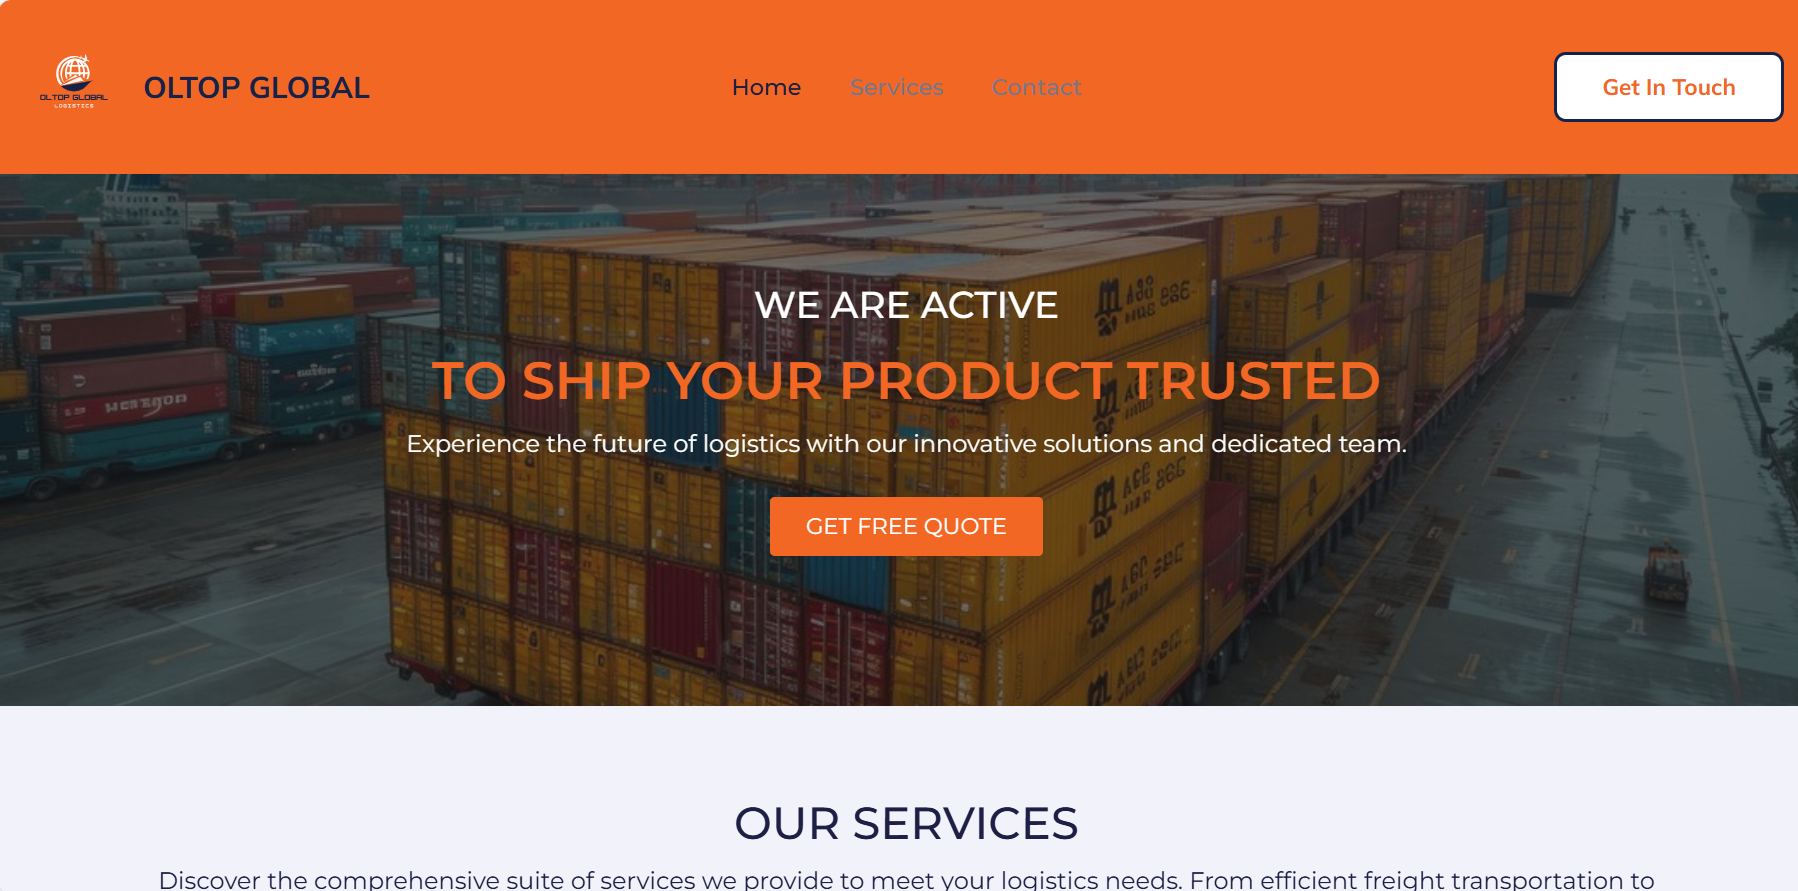 OLTOP GLOBAL
LOGISTICS
OLTOP GLOBAL
Home
Services
Contact
Get In Touch
WE ARE ACTIVE
TO SHIP YOUR PRODUCT TRUSTED
Experience the future of logistics with our innovative solutions and dedicated team.
GET FREE QUOTE
OUR SERVICES
Discover the comprehensive suite of services we provide to meet your logistics needs. From efficient freight transportation to